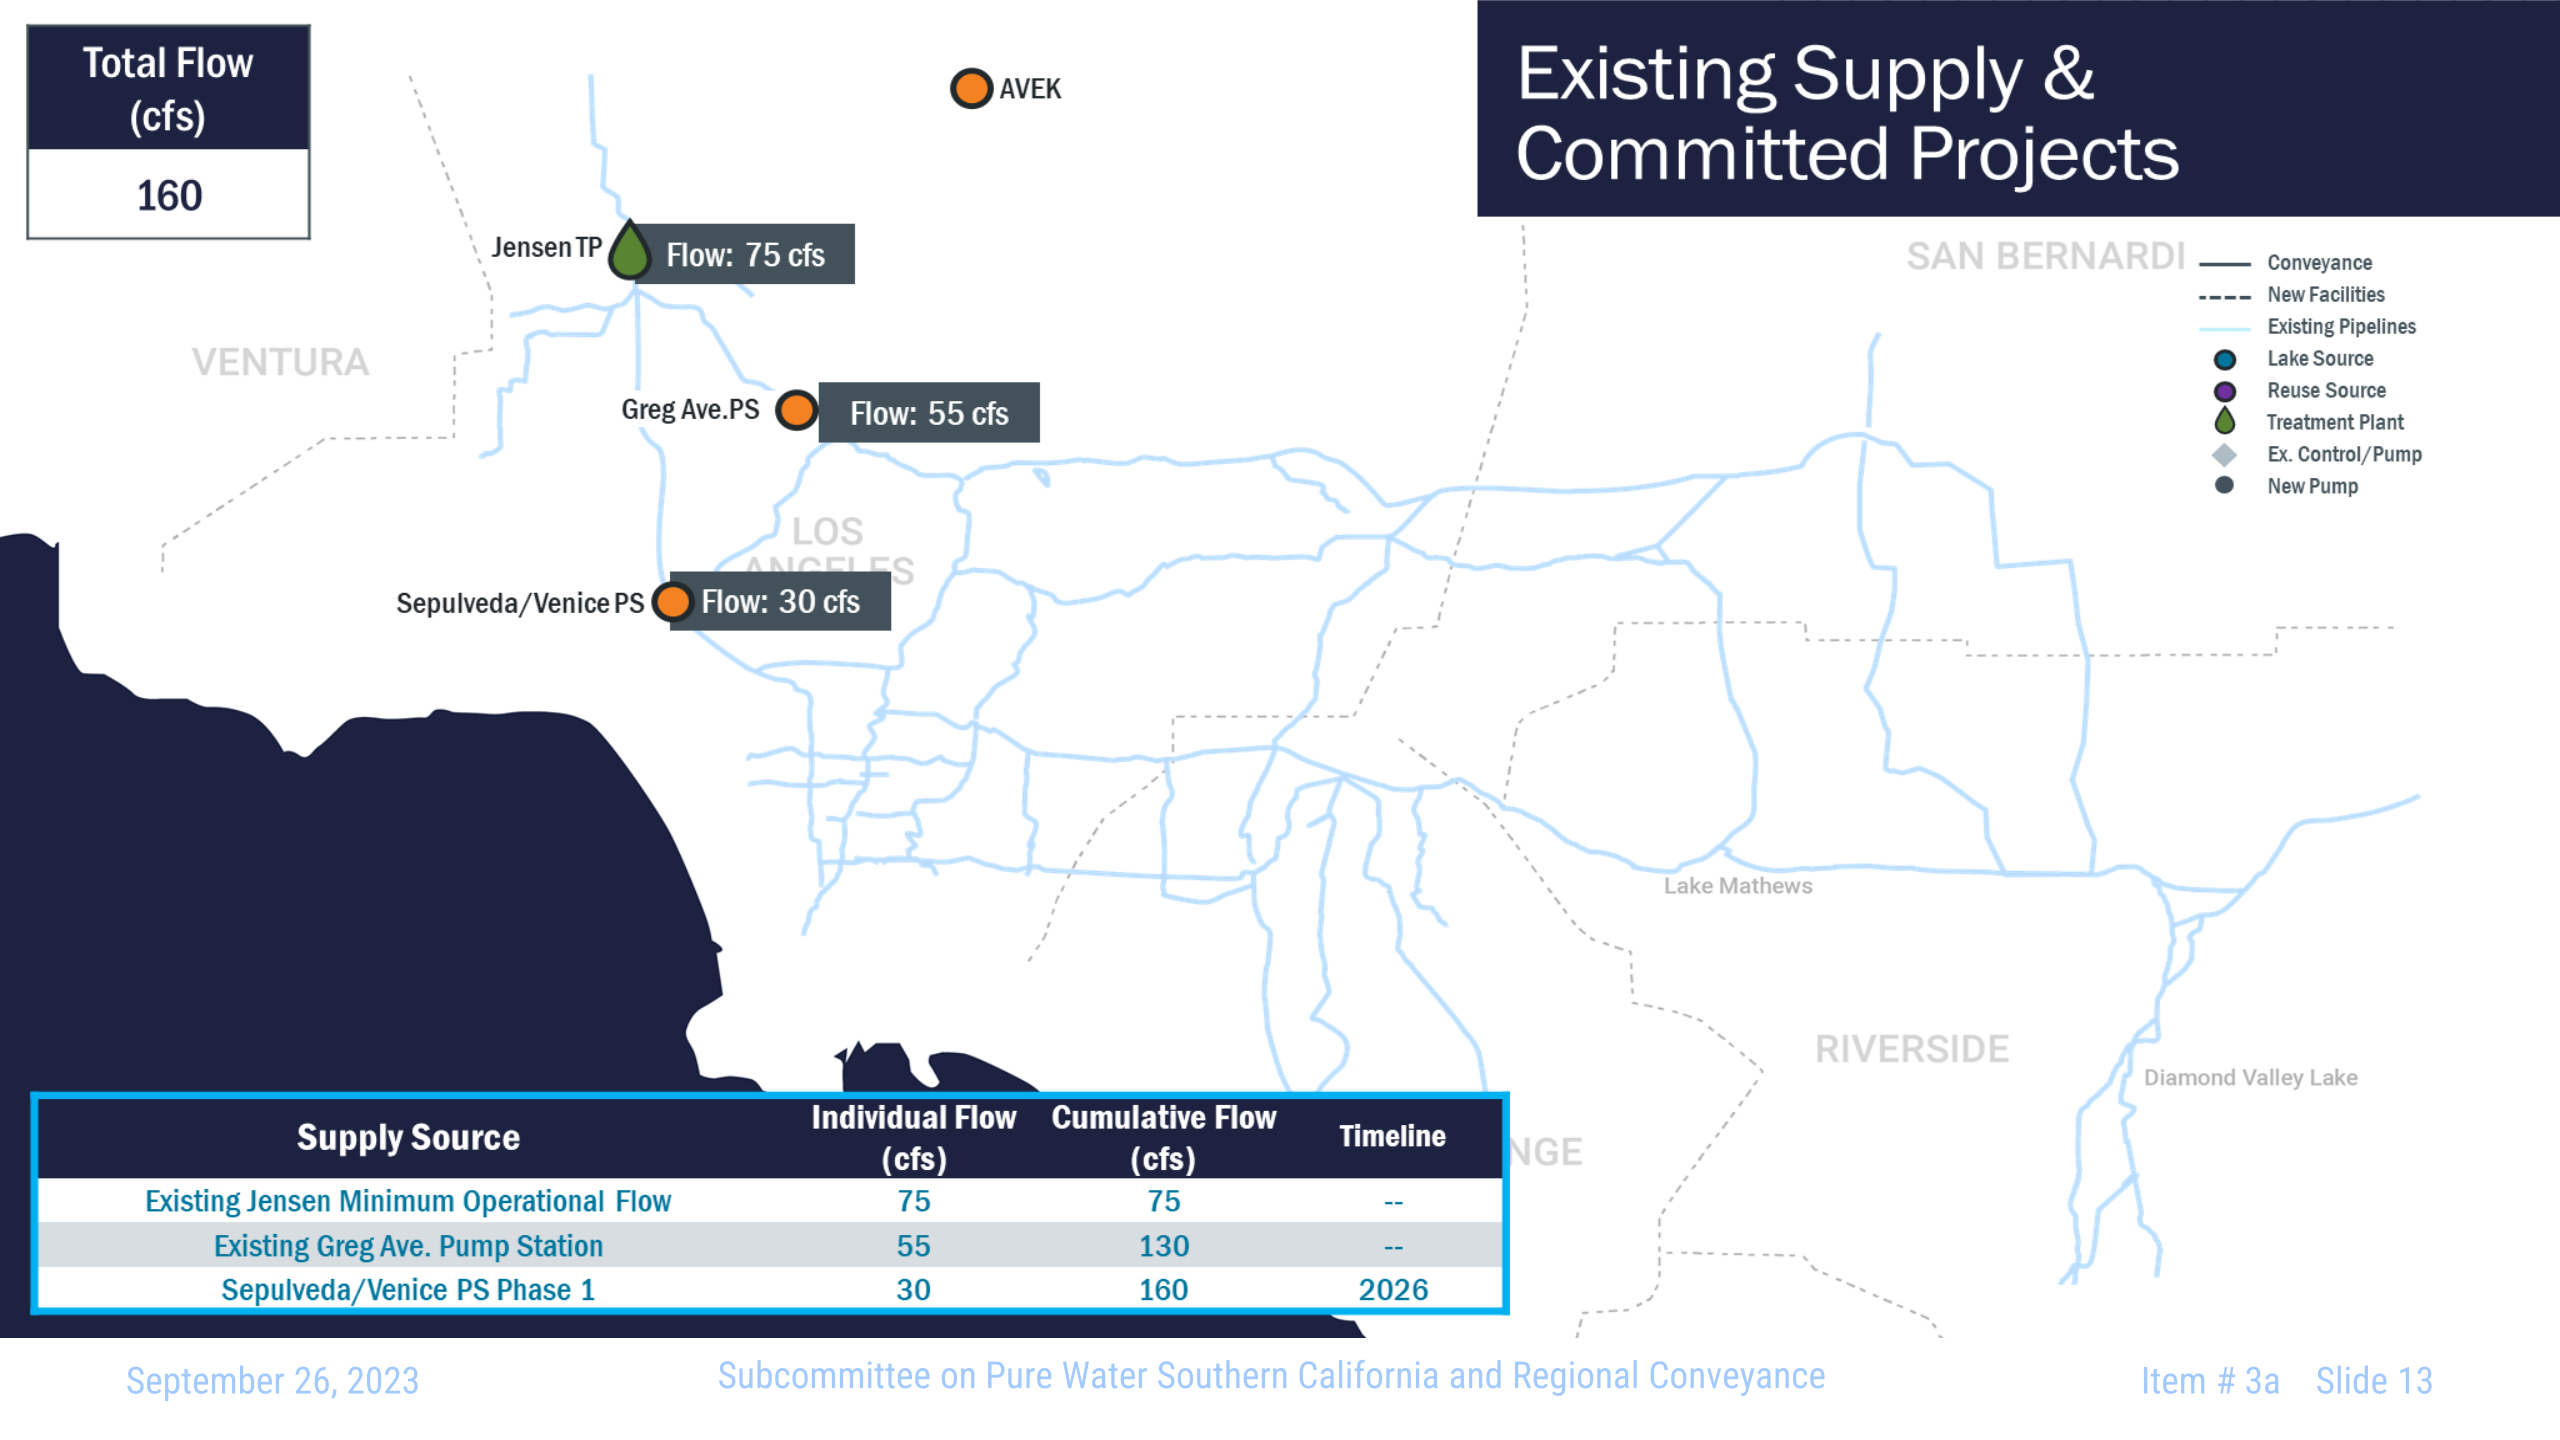 Existing Supply &
Committed Projects
Total Flow
(cfs)
160
AVEK
Jensen TP
Flow: 75 cfs
Greg Ave.PS
Flow: 55 cfs
Sepulveda/Venice PS
Flow: 30 cfs
VENTURA
LOS
ANGELES
SAN BERNARDI
Conveyance
New Facilities
Existing Pipelines
Lake Source
Reuse Source
Treatment Plant
Ex. Control/Pump
New Pump
Lake Mathews
RIVERSIDE
Diamond Valley Lake
NGE
Supply Source Individual Flow (cfs) Cumulative Flow (cfs) Timeline
Existing Jensen Minimum Operational Flow 75 75 --
Existing Greg Ave. Pump Station 55 130 --
Sepulveda/Venice PS Phase 1 30 160 2026
September 26, 2023 Subcommittee on Pure Water Southern California and Regional Conveyance Item # 3a Slide 13